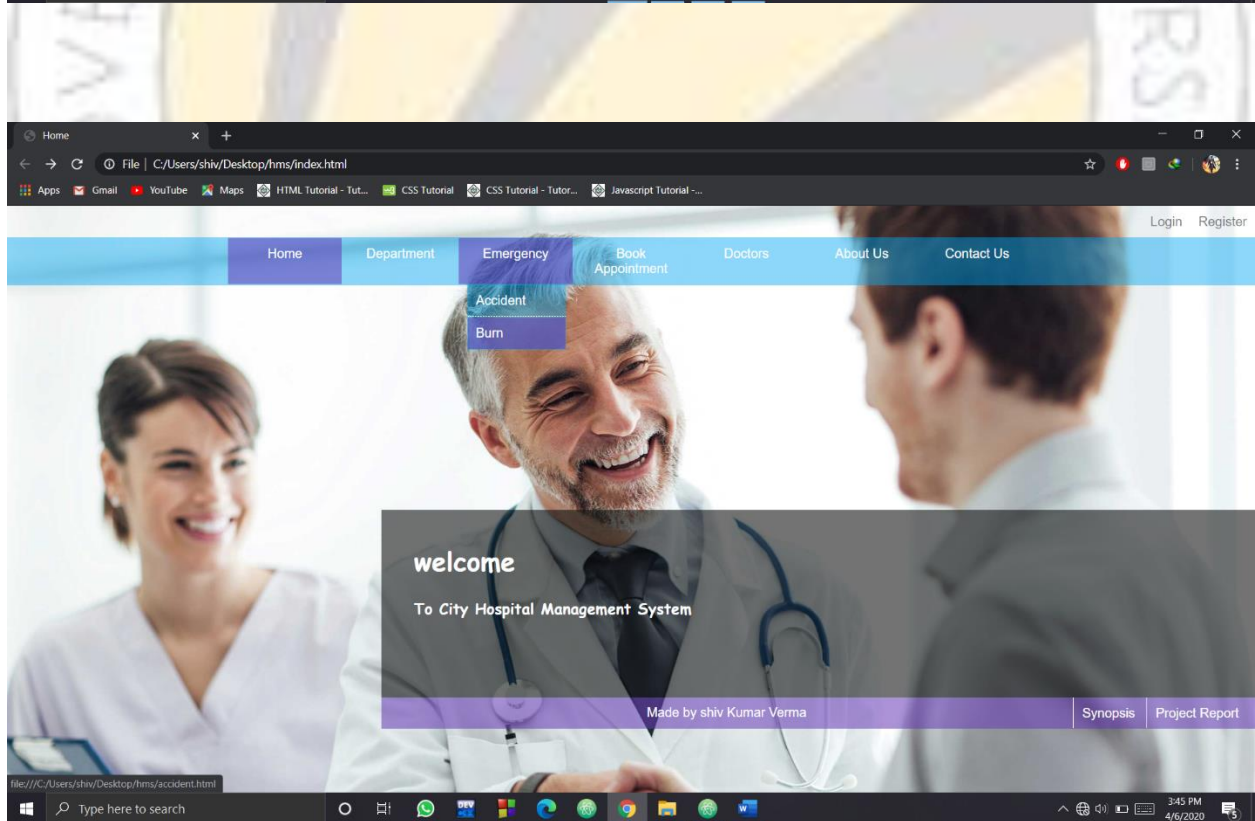 RSI
Home
File | C:/Users/shiv/Desktop/hms/index.html
Apps Gmail YouTube Maps HTML Tutorial - Tut... CSS Tutorial CSS Tutorial - Tutor... Javascript Tutorial -...
Login Register
Home Department Emergency Book Appointment Doctors About Us Contact Us
Accident
Burn
welcome
To City Hospital Management System
Made by shiv Kumar Verma Synopsis Project Report
file:///C:/Users/shiv/Desktop/hms/accident.html
Type here to search
DEV
3:45 PM
4/6/2020
5